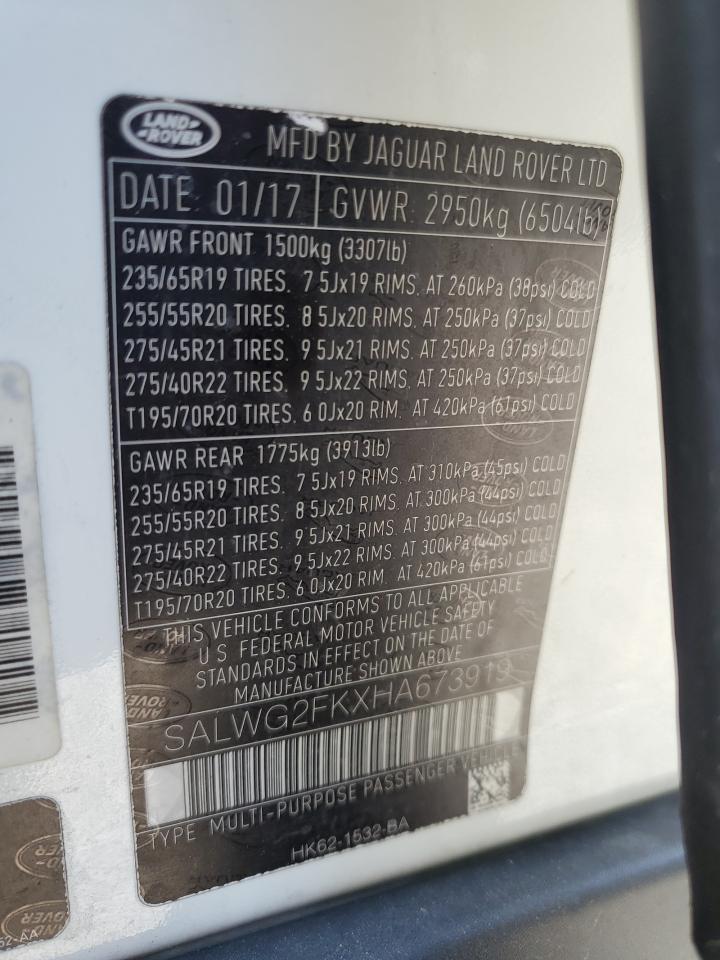 LAND-
-ROVER
MFD BY JAGUAR LAND ROVER LTD
DATE 01/17 GVWR 2950kg (6504lb)
GAWR FRONT 1500kg (3307lb)
235/65R19 TIRES. 7 5Jx19 RIMS. AT 260kPa (38psi) COLD
255/55R20 TIRES. 8 5Jx20 RIMS. AT 250kPa (37psi) COLD
275/45R21 TIRES. 9 5Jx21 RIMS. AT 250kPa (37psi) COLD
275/40R22 TIRES. 9 5Jx22 RIMS. AT 250kPa (37psi) COLD
T195/70R20 TIRES. 6 0Jx20 RIM. AT 420kPa (61psi) COLD
GAWR REAR 1775kg (3913lb)
235/65R19 TIRES. 7 5Jx19 RIMS. AT 310kPa (45psi) COLD
255/55R20 TIRES. 8 5Jx20 RIMS. AT 300kPa (44psi) COLD
275/45R21 TIRES. 9 5Jx21 RIMS. AT 300kPa (44psi) COLD
275/40R22 TIRES. 9 5Jx22 RIMS. AT 300kPa (44psi) COLD
T195/70R20 TIRES. 6 0Jx20 RIM. AT 420kPa (61psi) COLD
THIS VEHICLE CONFORMS TO ALL APPLICABLE
U S FEDERAL MOTOR VEHICLE SAFETY
STANDARDS IN EFFECT ON THE DATE OF
MANUFACTURE SHOWN ABOVE
SALWG2FKXHA673919
TYPE MULTI-PURPOSE PASSENGER VEHICLE
HK62-1532-BA
ROVER
52-AA